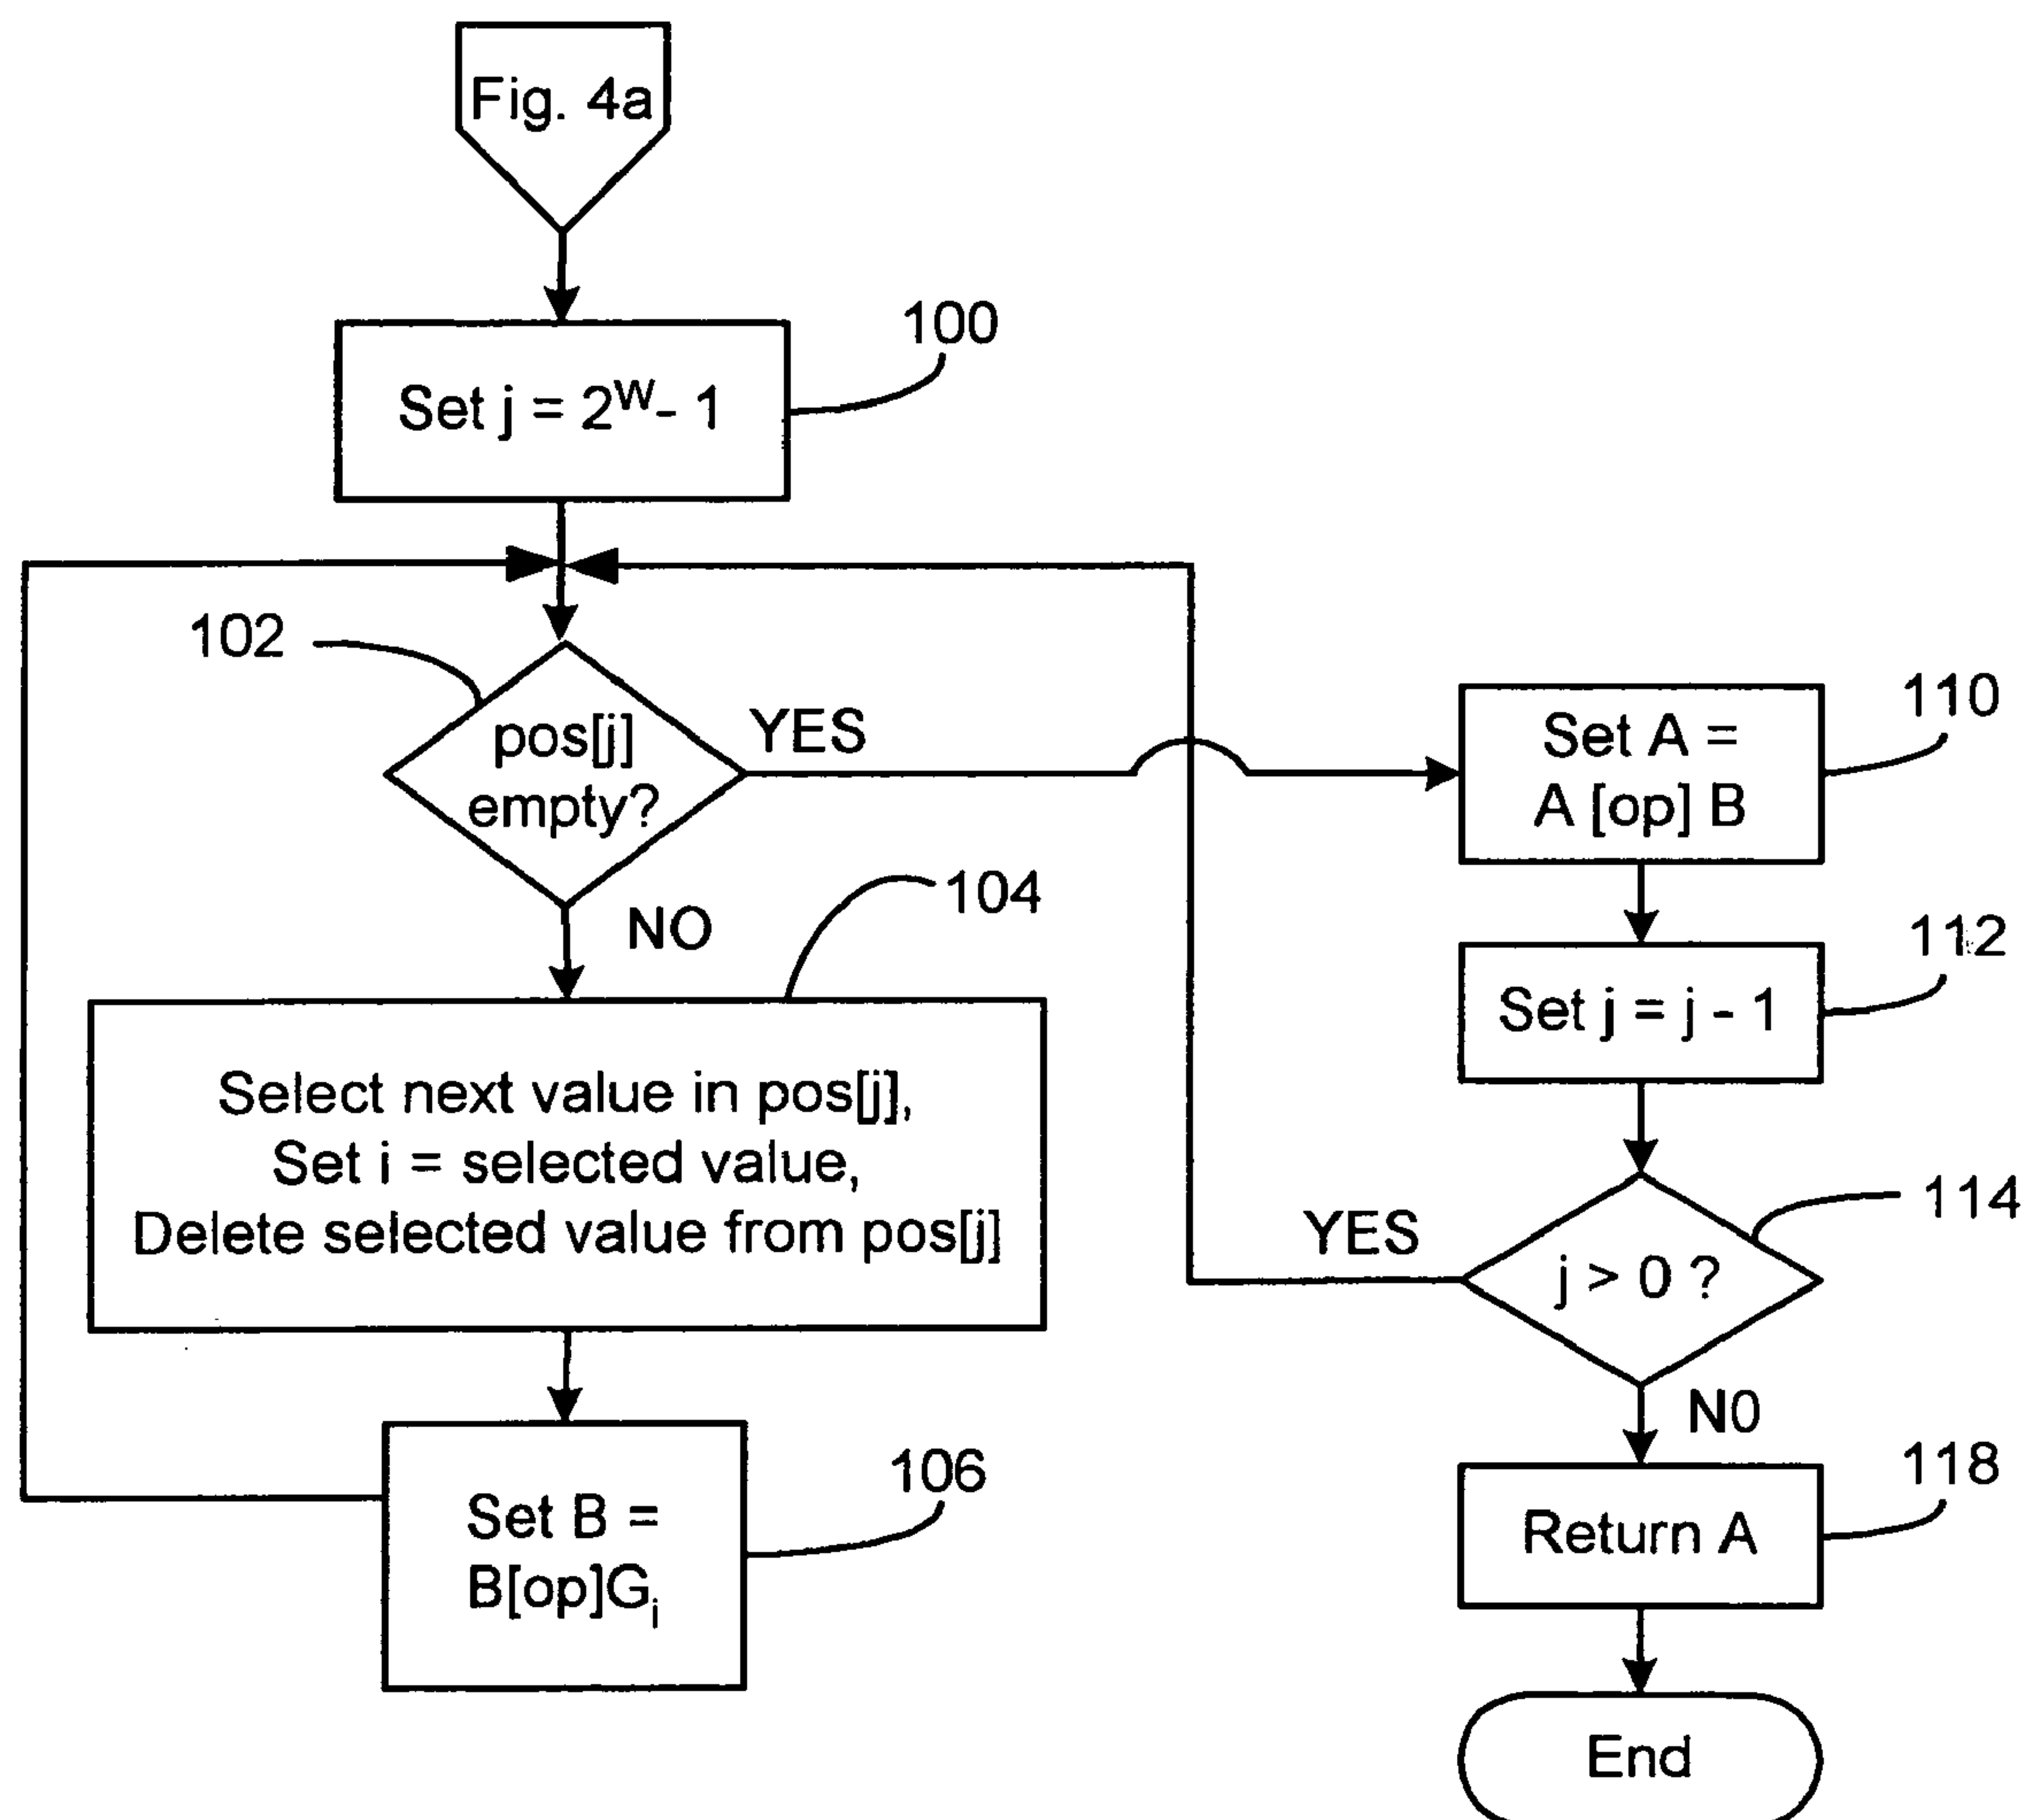 Fig. 4a
100
Set j = 2^W - 1
102
pos[j]
empty?
YES
NO
104
Select next value in pos[j],
Set i = selected value,
Delete selected value from pos[j]
106
Set B =
B[op]G_i
110
Set A =
A [op] B
112
Set j = j - 1
114
j > 0 ?
YES
N0
118
Return A
End